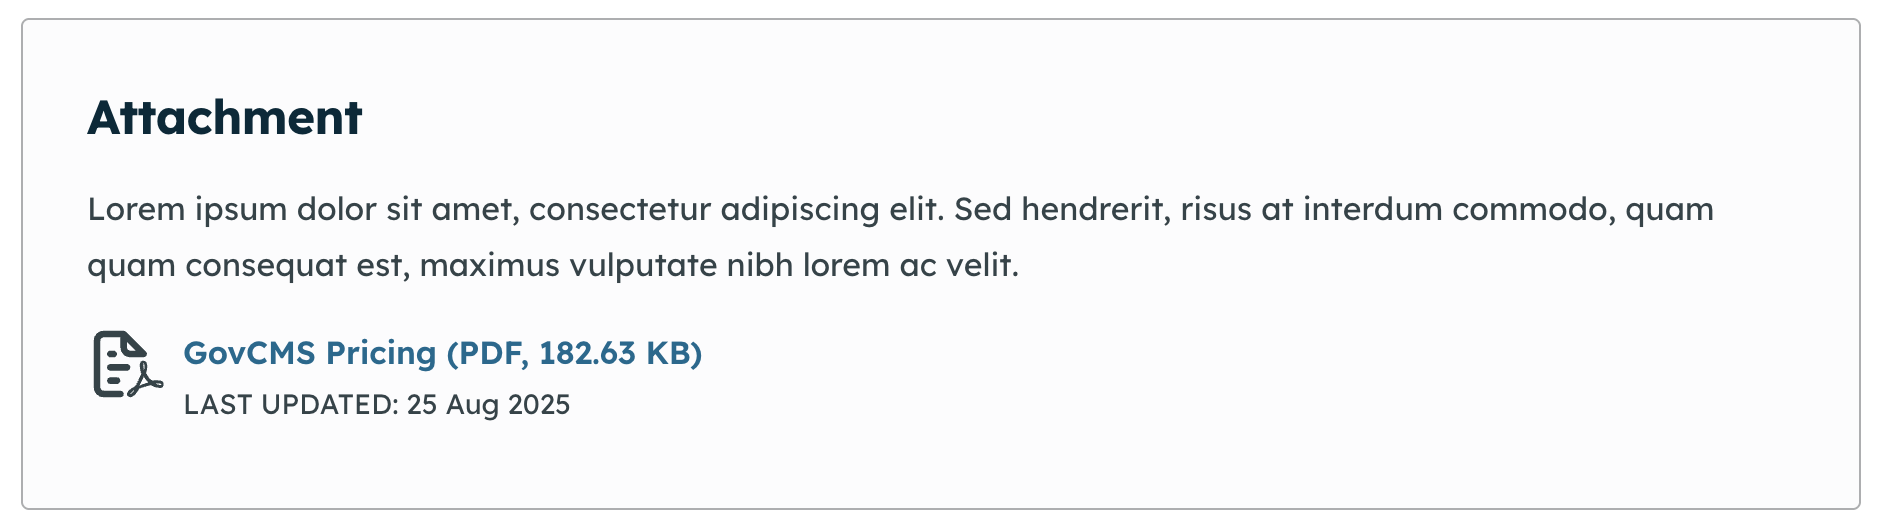 Attachment
Lorem ipsum dolor sit amet, consectetur adipiscing elit. Sed hendrerit, risus at interdum commodo, quam
quam consequat est, maximus vulputate nibh lorem ac velit.
GovCMS Pricing (PDF, 182.63 KB)
LAST UPDATED: 25 Aug 2025